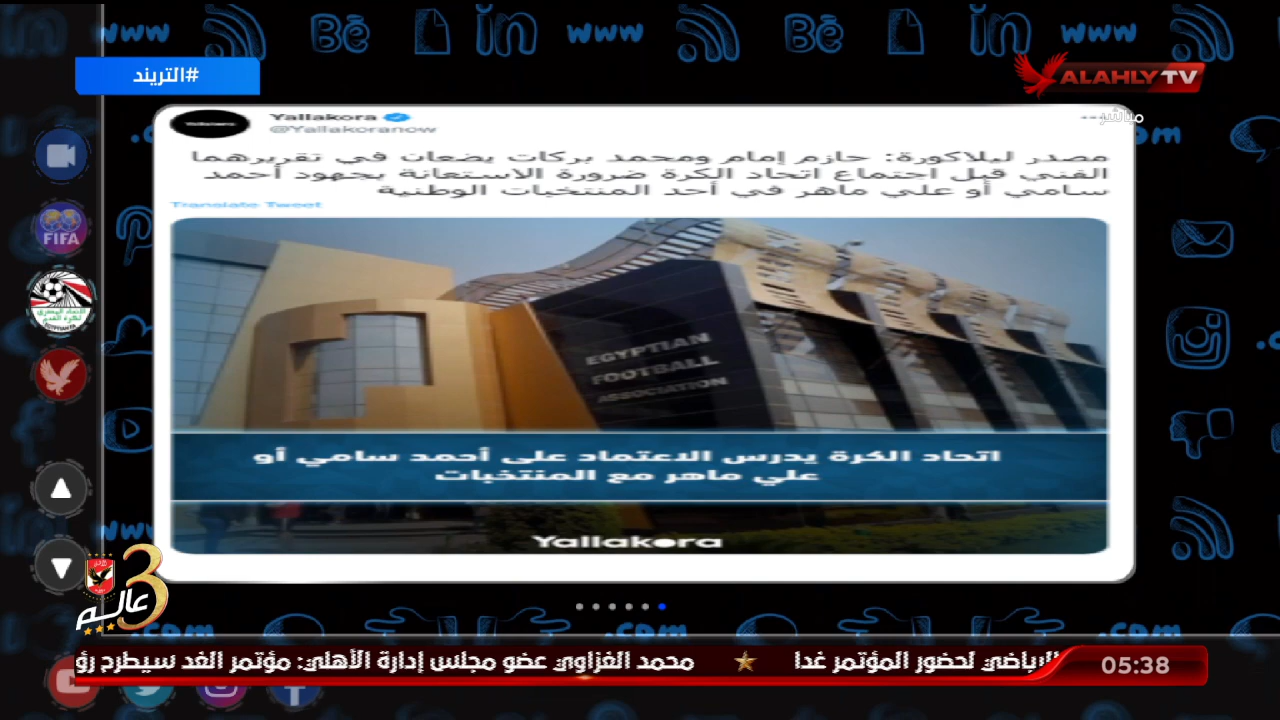 #التريند
ALAHLY TV
مباشر
Yallakora
@Yallakoranow
مصدر ليلاكورة: حازم إمام ومحمد بركات يضعان في تقريرهما
الفني قبل اجتماع اتحاد الكرة ضرورة الاستعانة بجهود أحمد
سامي أو علي ماهر في أحد المنتخبات الوطنية
Translate Tweet
FIFA
EGYPTIAN
FOOTBALL
ASSOCIATION
اتحاد الكرة يدرس الاعتماد على أحمد سامي أو
علي ماهر مع المنتخبات
Yallakora
3 عالم
الرياضي لحضور المؤتمر غدا ★ محمد الغزاوي عضو مجلس إدارة الأهلي: مؤتمر الغد سيطرح رؤ
05:38